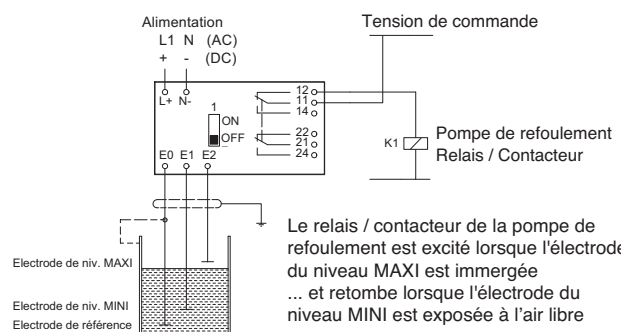 Alimentation
L1 N (AC)
+ - (DC)
Tension de commande
L+ N-
1
ON
OFF
12
11
14
22
21
24
E0 E1 E2
K1
Pompe de refoulement
Relais / Contacteur
Electrode de niv. MAXI
Electrode de niv. MINI
Electrode de référence
Le relais / contacteur de la pompe de
refoulement est excité lorsque l'électrode
du niveau MAXI est immergée
... et retombe lorsque l'électrode du
niveau MINI est exposée à l'air libre